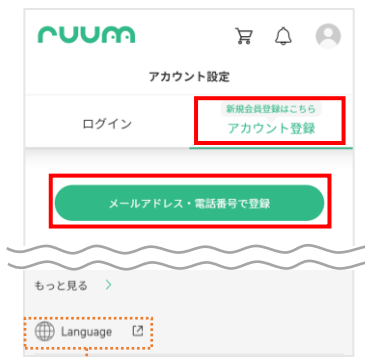 ruum
アカウント設定
ログイン
新規会員登録はこちら
アカウント登録
メールアドレス・電話番号で登録
もっと見る
Language